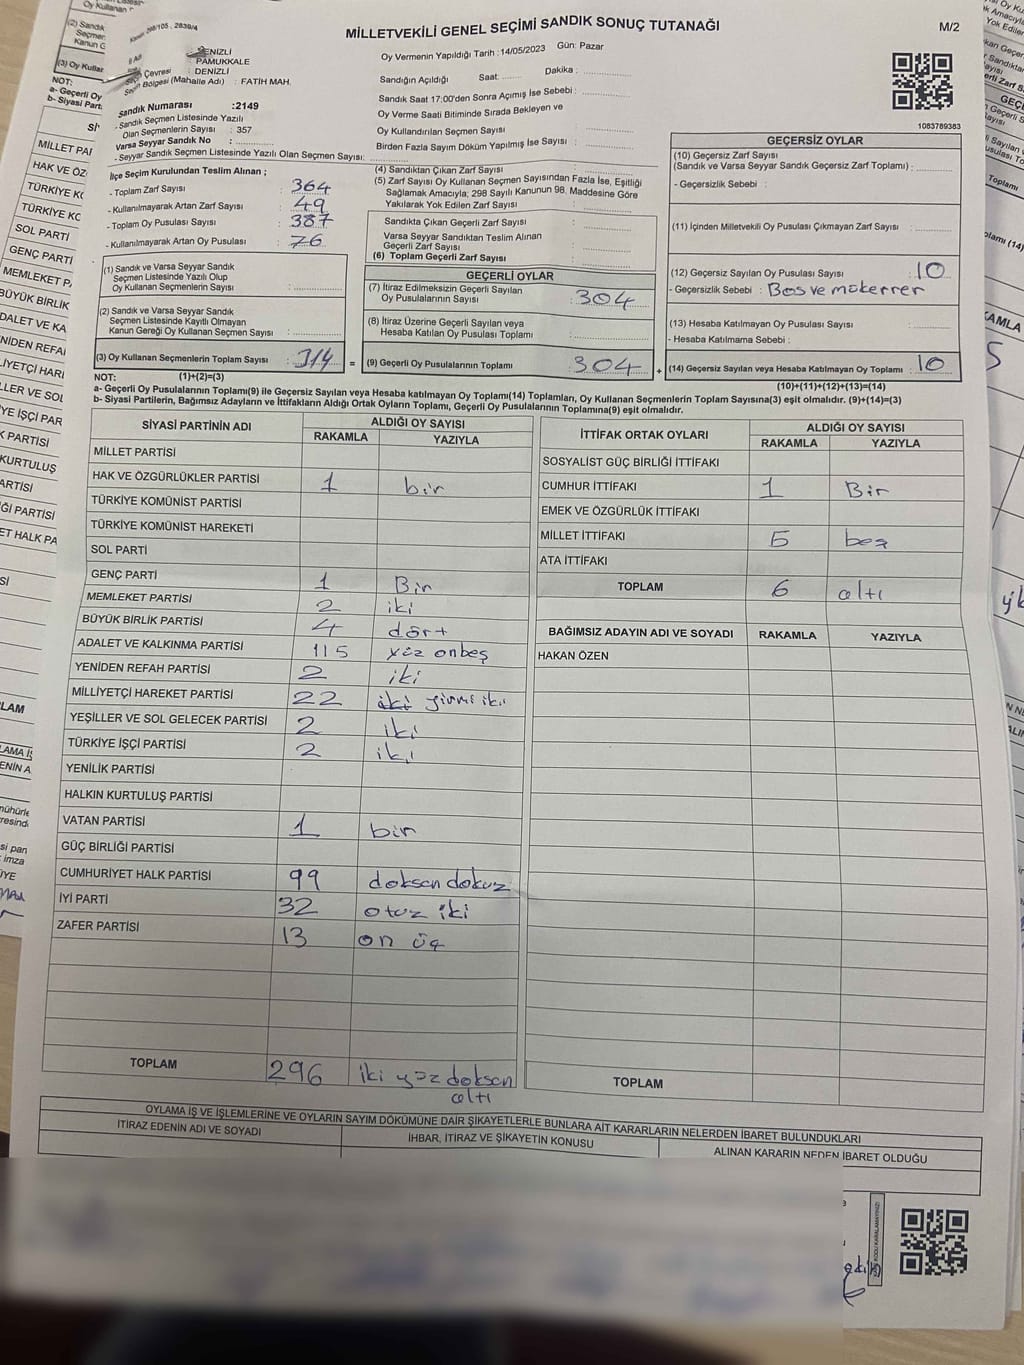 MİLLETVEKİLİ GENEL SEÇİMİ SANDIK SONUÇ TUTANAĞI
M/2
Oy Vermenin Yapıldığı Tarih : 14/05/2023 Gün: Pazar
DENİZLİ
PAMUKKALE
Seçim Çevresi : DENİZLİ
Seçim Bölgesi (Mahalle Adı) : FATİH MAH.
Sandık Numarası :2149
- Sandık Seçmen Listesinde Yazılı
Olan Seçmenlerin Sayısı : 357
Varsa Seyyar Sandık No :
- Seyyar Sandık Seçmen Listesinde Yazılı Olan Seçmen Sayısı:
İlçe Seçim Kurulundan Teslim Alınan ;
- Toplam Zarf Sayısı : 364
- Kullanılmayarak Artan Zarf Sayısı : 49
- Toplam Oy Pusulası Sayısı : 387
- Kullanılmayarak Artan Oy Pusulası : 76
(1) Sandık ve Varsa Seyyar Sandık
Seçmen Listesinde Yazılı Olup
Oy Kullanan Seçmenlerin Sayısı :
(2) Sandık ve Varsa Seyyar Sandık
Seçmen Listesinde Kayıtlı Olmayan
Kanun Gereği Oy Kullanan Seçmen Sayısı :
(3) Oy Kullanan Seçmenlerin Toplam Sayısı : 314
Sandığın Açıldığı Saat: Dakika :
Sandık Saat 17:00'den Sonra Açımış İse Sebebi :
Oy Verme Saati Bitiminde Sırada Bekleyen ve
Oy Kullandırılan Seçmen Sayısı :
Birden Fazla Sayım Döküm Yapılmış İse Sayısı :
(4) Sandıktan Çıkan Zarf Sayısı :
(5) Zarf Sayısı Oy Kullanan Seçmen Sayısından Fazla İse, Eşitliği
Sağlamak Amacıyla, 298 Sayılı Kanunun 98. Maddesine Göre
Yakılarak Yok Edilen Zarf Sayısı :
Sandıkta Çıkan Geçerli Zarf Sayısı :
Varsa Seyyar Sandıktan Teslim Alınan
Geçerli Zarf Sayısı :
(6) Toplam Geçerli Zarf Sayısı :
GEÇERLİ OYLAR
(7) İtiraz Edilmeksizin Geçerli Sayılan
Oy Pusulalarının Sayısı : 304
(8) İtiraz Üzerine Geçerli Sayılan veya
Hesaba Katılan Oy Pusulaları Toplamı :
= (9) Geçerli Oy Pusulalarının Toplamı : 304 +
1083789383
GEÇERSİZ OYLAR
(10) Geçersiz Zarf Sayısı
(Sandık ve Varsa Seyyar Sandık Geçersiz Zarf Toplamı) :
- Geçersizlik Sebebi :
(11) İçinden Milletvekili Oy Pusulası Çıkmayan Zarf Sayısı :
(12) Geçersiz Sayılan Oy Pusulası Sayısı : 10
- Geçersizlik Sebebi : Bos ve mükerrer
(13) Hesaba Katılmayan Oy Pusulası Sayısı :
- Hesaba Katılmama Sebebi :
(14) Geçersiz Sayılan veya Hesaba Katılmayan Oy Toplamı : 10
NOT: (1)+(2)=(3)
(10)+(11)+(12)+(13)=(14)
a- Geçerli Oy Pusulalarının Toplamı(9) ile Geçersiz Sayılan veya Hesaba katılmayan Oy Toplamı(14) Toplamları, Oy Kullanan Seçmenlerin Toplam Sayısına(3) eşit olmalıdır. (9)+(14)=(3)
b- Siyasi Partilerin, Bağımsız Adayların ve İttifakların Aldığı Ortak Oyların Toplamı, Geçerli Oy Pusulalarının Toplamına(9) eşit olmalıdır.
SİYASİ PARTİNİN ADI ALDIĞI OY SAYISI
RAKAMLA YAZIYLA
MİLLET PARTİSİ
HAK VE ÖZGÜRLÜKLER PARTİSİ 1 bir
TÜRKİYE KOMÜNİST PARTİSİ
TÜRKİYE KOMÜNİST HAREKETİ
SOL PARTİ
GENÇ PARTİ 1 Bir
MEMLEKET PARTİSİ 2 iki
BÜYÜK BİRLİK PARTİSİ 4 dört
ADALET VE KALKINMA PARTİSİ 115 yüz onbeş
YENİDEN REFAH PARTİSİ 2 iki
MİLLİYETÇİ HAREKET PARTİSİ 22 iki yirmi iki
YEŞİLLER VE SOL GELECEK PARTİSİ 2 iki
TÜRKİYE İŞÇİ PARTİSİ 2 iki
YENİLİK PARTİSİ
HALKIN KURTULUŞ PARTİSİ
VATAN PARTİSİ 1 bir
GÜÇ BİRLİĞİ PARTİSİ
CUMHURİYET HALK PARTİSİ 99 doksan dokuz
İYİ PARTİ 32 otuz iki
ZAFER PARTİSİ 13 on üç
TOPLAM 296 iki yüz doksan
altı
İTTİFAK ORTAK OYLARI ALDIĞI OY SAYISI
RAKAMLA YAZIYLA
SOSYALİST GÜÇ BİRLİĞİ İTTİFAKI
CUMHUR İTTİFAKI 1 Bir
EMEK VE ÖZGÜRLÜK İTTİFAKI
MİLLET İTTİFAKI 5 beş
ATA İTTİFAKI
TOPLAM 6 altı
BAĞIMSIZ ADAYIN ADI VE SOYADI RAKAMLA YAZIYLA
HAKAN ÖZEN
TOPLAM
OYLAMA İŞ VE İŞLEMLERİNE VE OYLARIN SAYIM DÖKÜMÜNE DAİR ŞİKAYETLERLE BUNLARA AİT KARARLARIN NELERDEN İBARET BULUNDUKLARI
İTİRAZ EDENİN ADI VE SOYADI İHBAR, İTİRAZ VE ŞİKAYETİN KONUSU ALINAN KARARIN NEDEN İBARET OLDUĞU